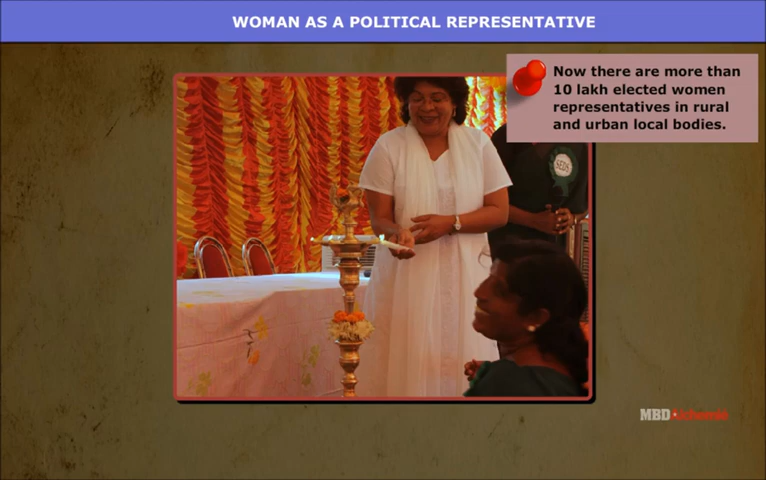 WOMAN AS A POLITICAL REPRESENTATIVE
Now there are more than
10 lakh elected women
representatives in rural
and urban local bodies.
MBD